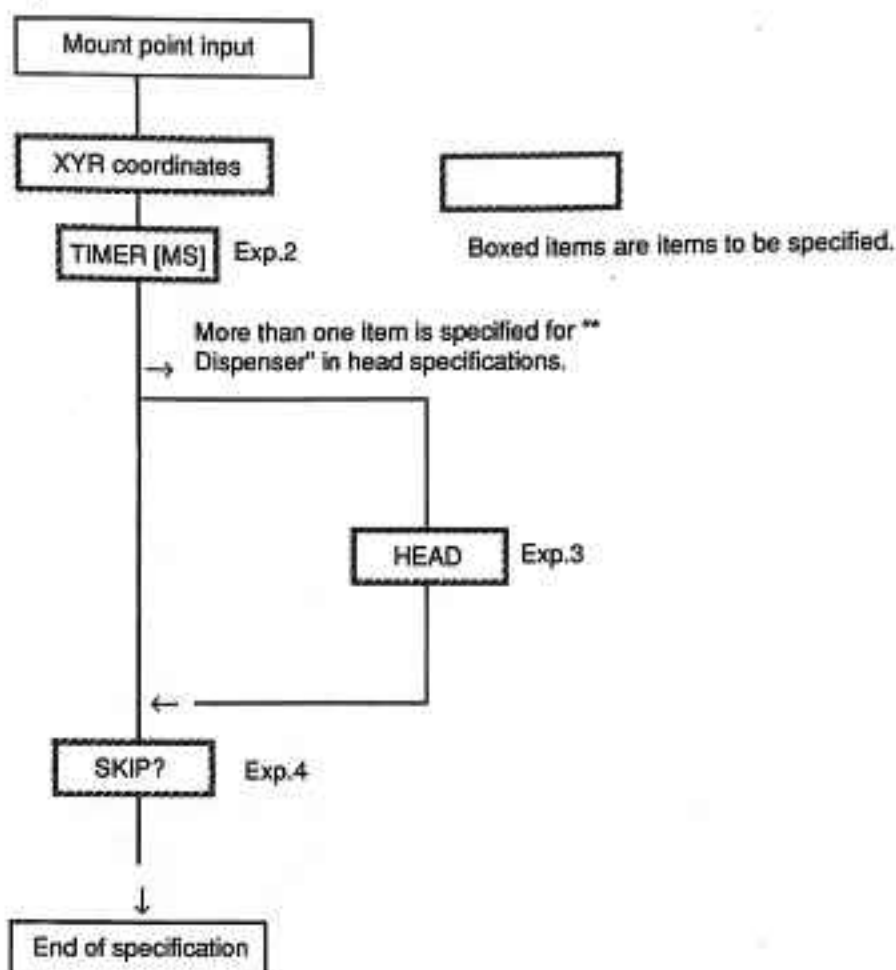 Mount point input
XYR coordinates
TIMER [MS]
Exp.2
Boxed items are items to be specified.
More than one item is specified for "*
Dispenser" in head specifications.
HEAD
Exp.3
SKIP?
Exp.4
End of specification